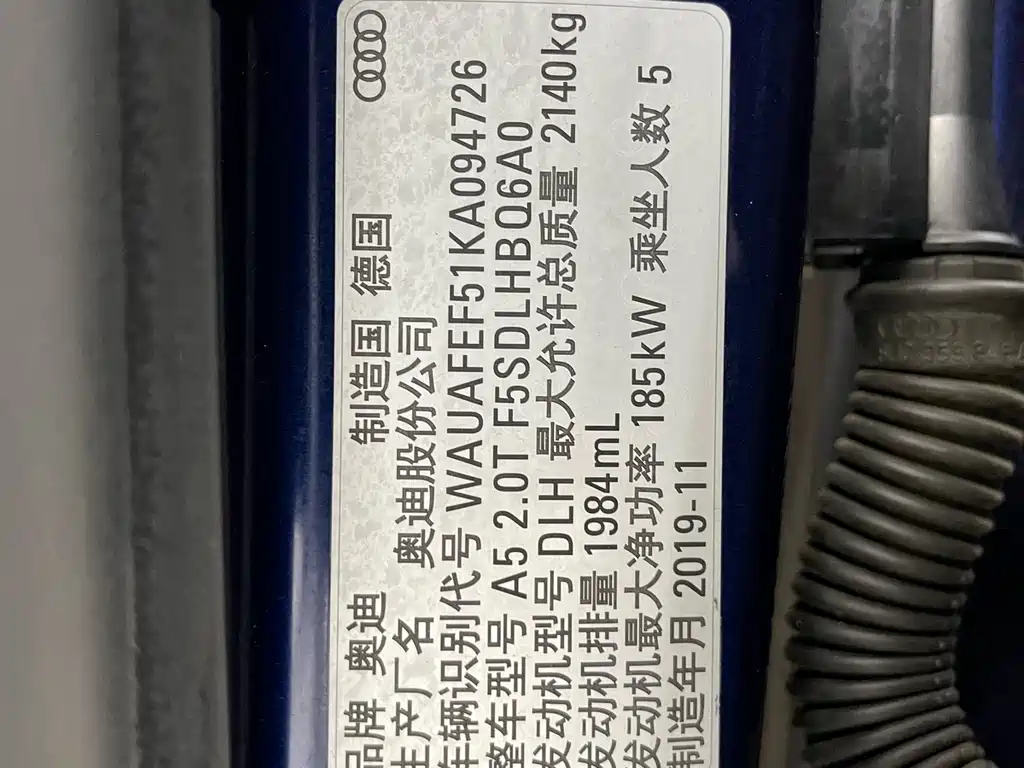 品牌 奥迪 制造国 德国
生产厂名 奥迪股份公司
车辆识别代号 WAUAFEF51KA094726
整车型号 A5 2.0T F5SDLHBQ6A0
发动机型号 DLH 最大允许总质量 2140kg
发动机排量 1984mL
发动机最大净功率 185kW 乘坐人数 5
制造年月 2019-11